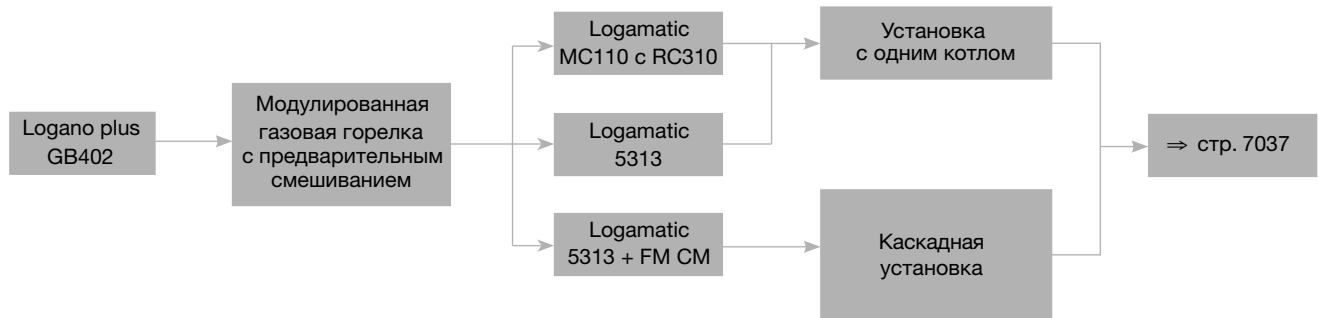 Logano plus
GB402
Модулированная
газовая горелка
с предварительным
смешиванием
Logamatic
MC110 с RC310
Logamatic
5313
Logamatic
5313 + FM CM
Установка
с одним котлом
Каскадная
установка
⇒ стр. 7037